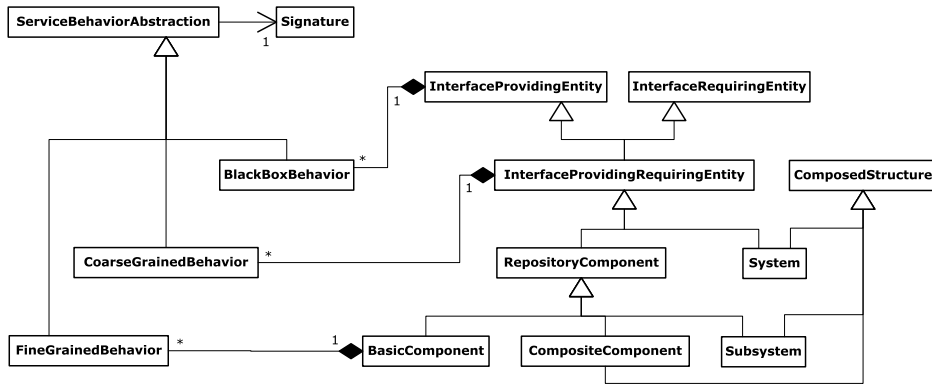 ServiceBehaviorAbstraction
Signature
1
InterfaceProvidingEntity
InterfaceRequiringEntity
1
*
BlackBoxBehavior
InterfaceProvidingRequiringEntity
ComposedStructure
1
*
CoarseGrainedBehavior
RepositoryComponent
System
*
1
FineGrainedBehavior
BasicComponent
CompositeComponent
Subsystem